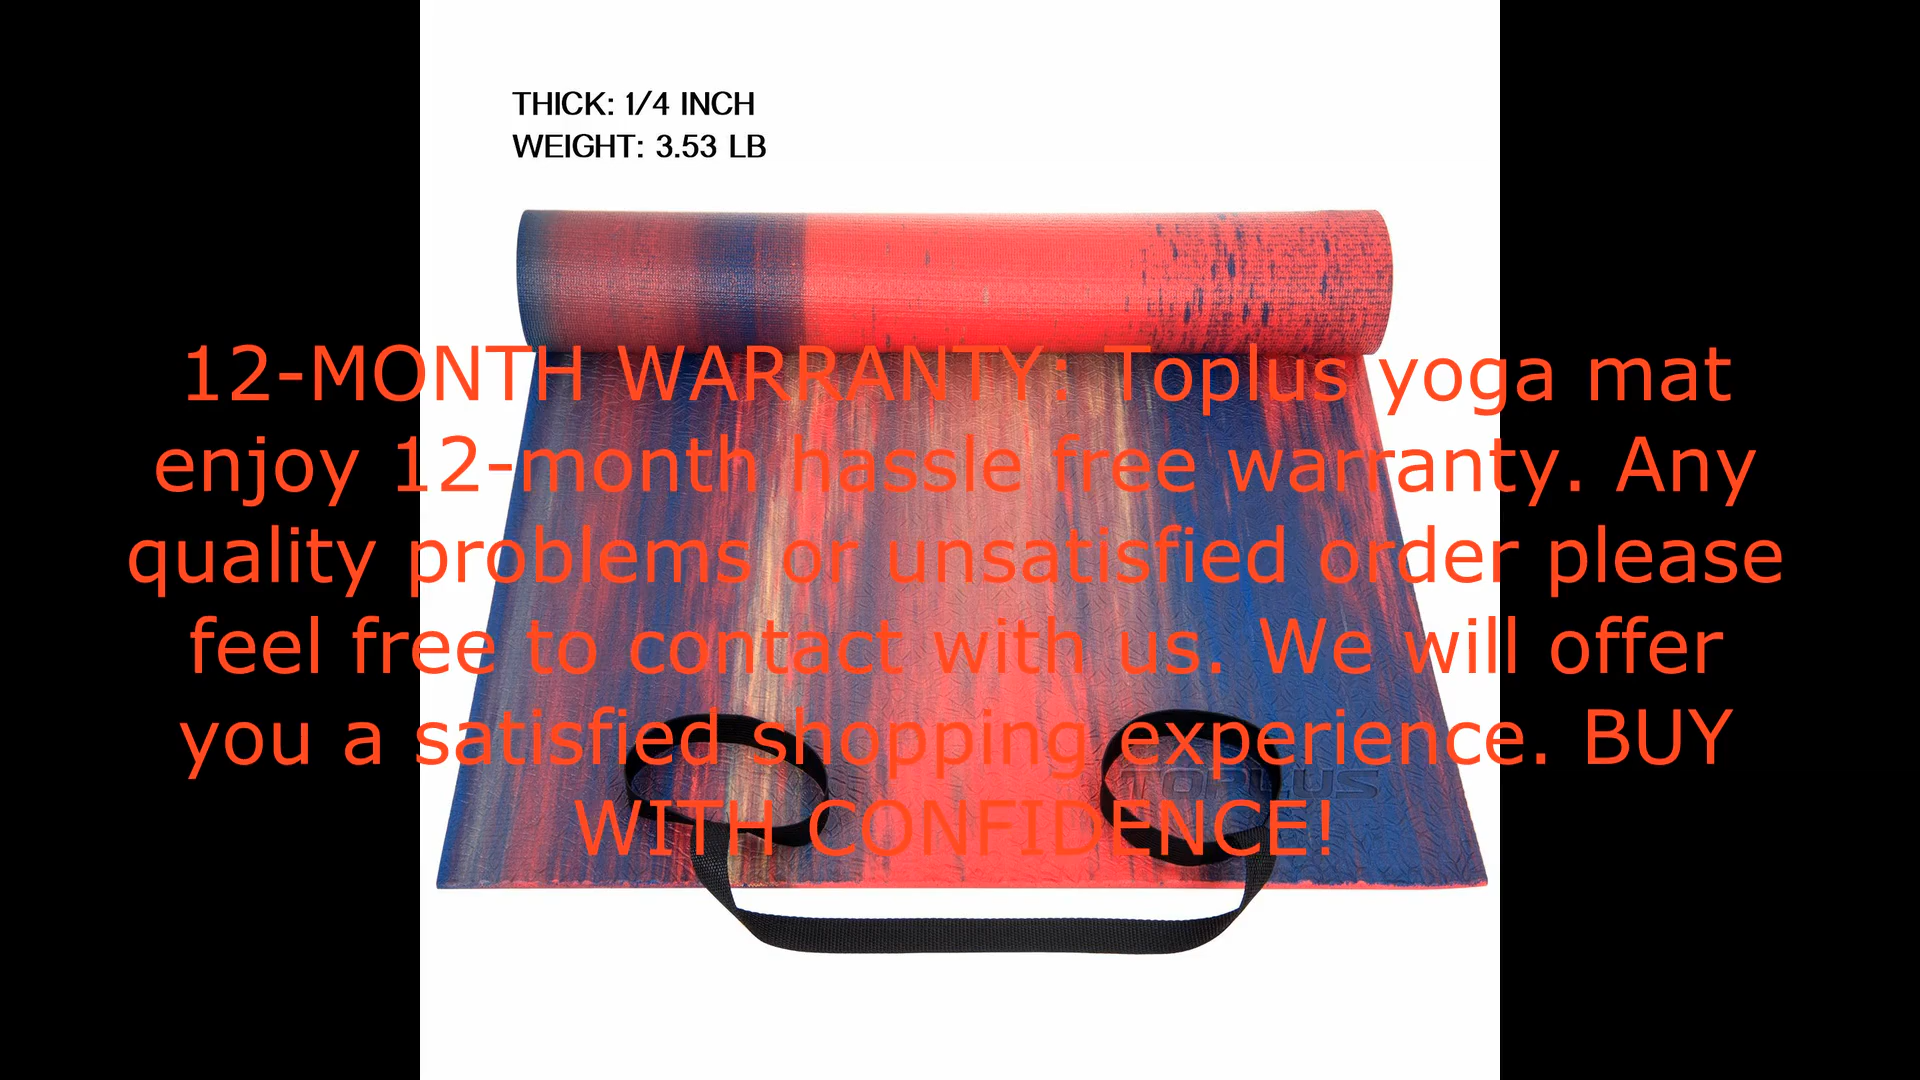 THICK: 1/4 INCH
WEIGHT: 3.53 LB
12-MONTH WARRANTY: Toplus yoga mat
enjoy 12-month hassle free warranty. Any
quality problems or unsatisfied order please
feel free to contact with us. We will offer
you a satisfied shopping experience. BUY
TOPLUS
WITH CONFIDENCE!